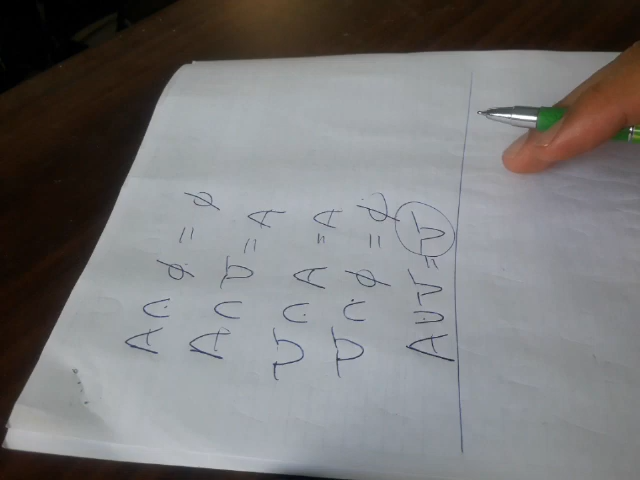 A ∩ φ = φ
A ∩ U = A
U ∩ A = A
U ∩ φ = φ
A ∪ U = U